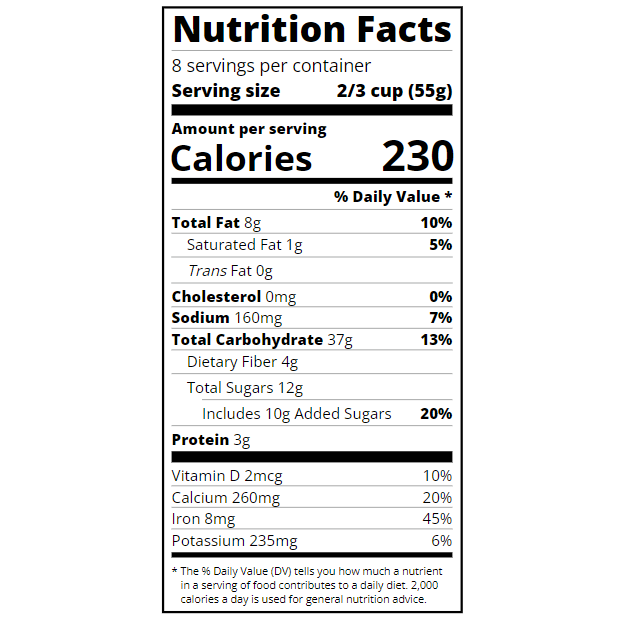 Nutrition Facts
8 servings per container
Serving size 2/3 cup (55g)
Amount per serving
Calories 230
% Daily Value *
Total Fat 8g 10%
Saturated Fat 1g 5%
Trans Fat 0g
Cholesterol 0mg 0%
Sodium 160mg 7%
Total Carbohydrate 37g 13%
Dietary Fiber 4g
Total Sugars 12g
Includes 10g Added Sugars 20%
Protein 3g
Vitamin D 2mcg 10%
Calcium 260mg 20%
Iron 8mg 45%
Potassium 235mg 6%
* The % Daily Value (DV) tells you how much a nutrient
in a serving of food contributes to a daily diet. 2,000
calories a day is used for general nutrition advice.